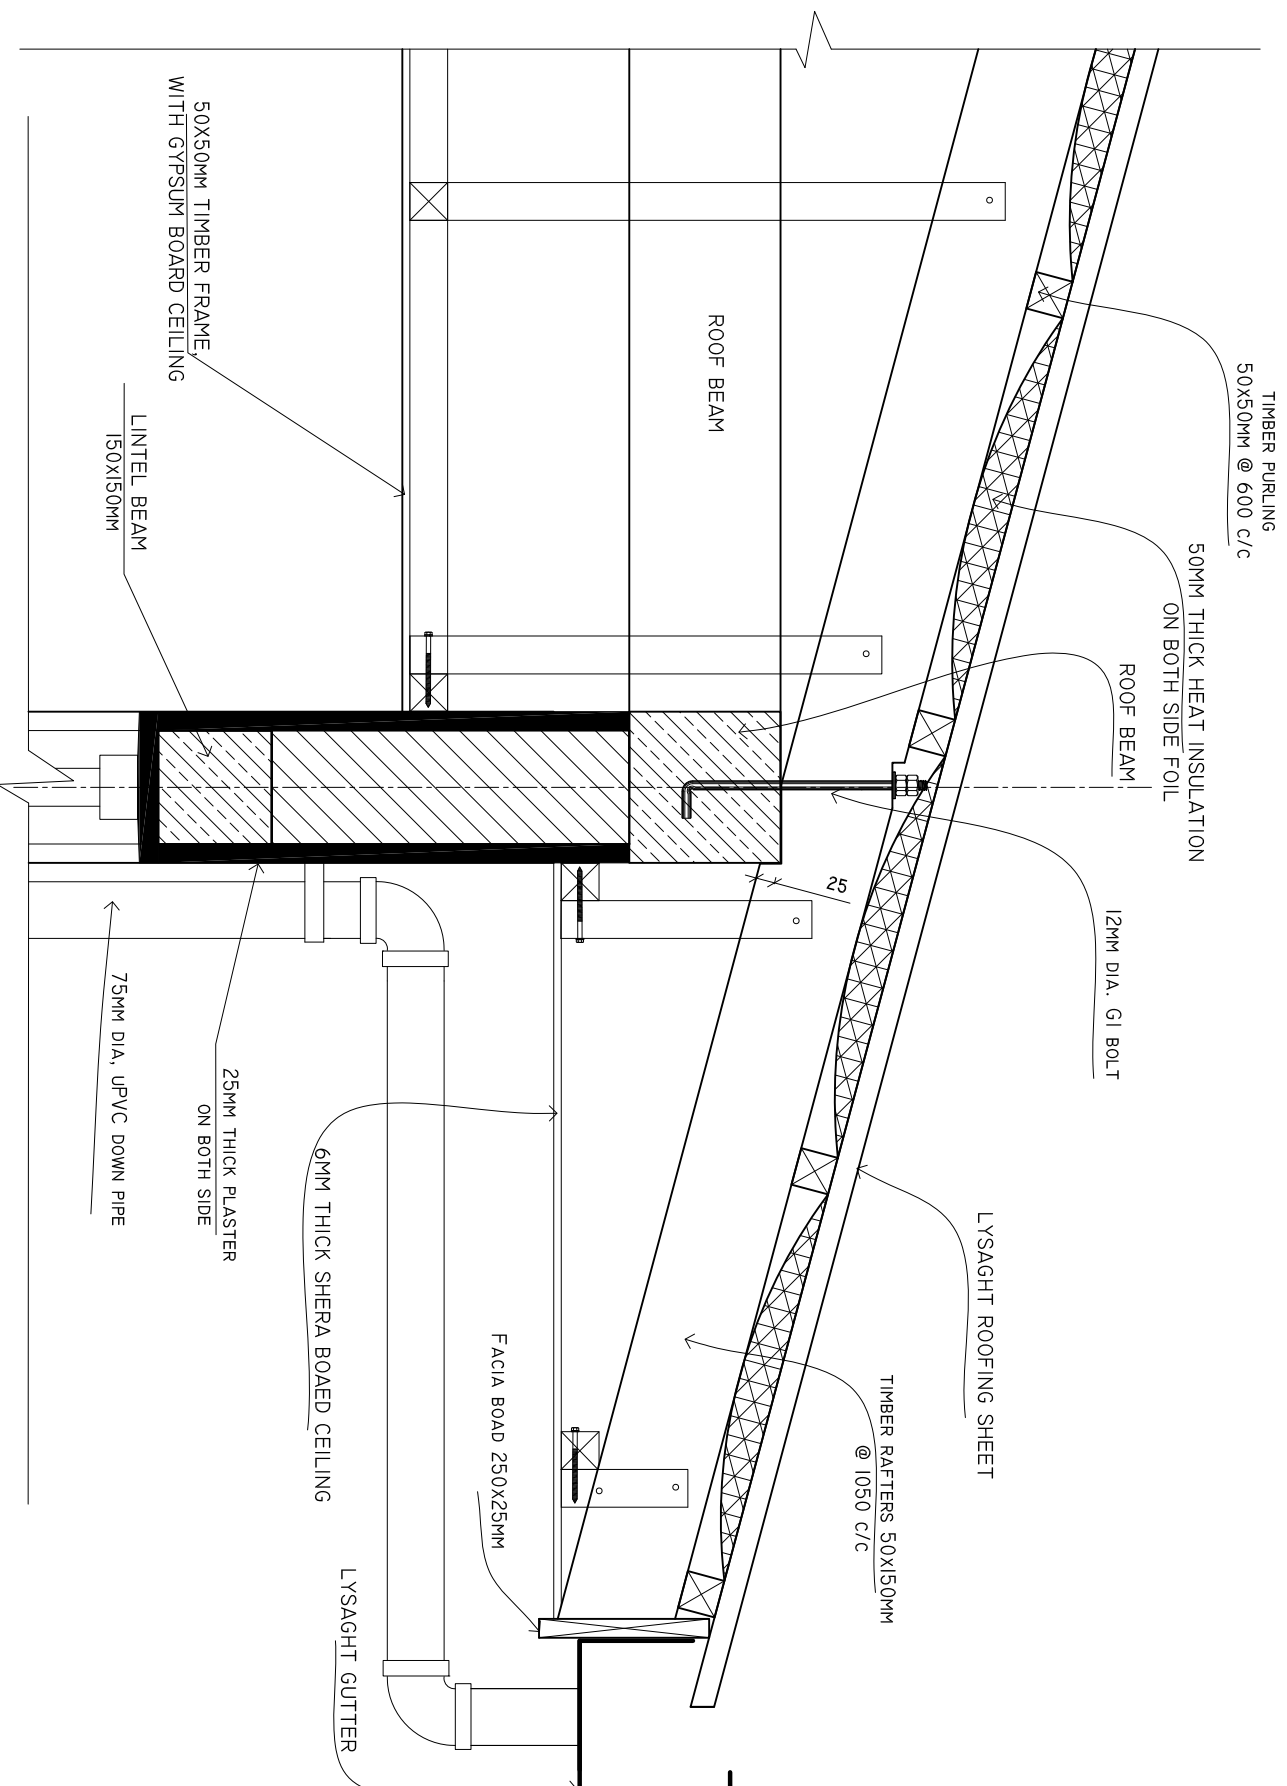 TIMBER PURLING
50X50MM @ 600 C/C
50MM THICK HEAT INSULATION
ON BOTH SIDE FOIL
ROOF BEAM
12MM DIA. GI BOLT
LYSAGHT ROOFING SHEET
TIMBER RAFTERS 50X150MM
@ 1050 C/C
ROOF BEAM
25
50X50MM TIMBER FRAME,
WITH GYPSUM BOARD CEILING
LINTEL BEAM
150X150MM
75MM DIA, UPVC DOWN PIPE
25MM THICK PLASTER
ON BOTH SIDE
6MM THICK SHERA BOAED CEILING
FACIA BOAD 250X25MM
LYSAGHT GUTTER